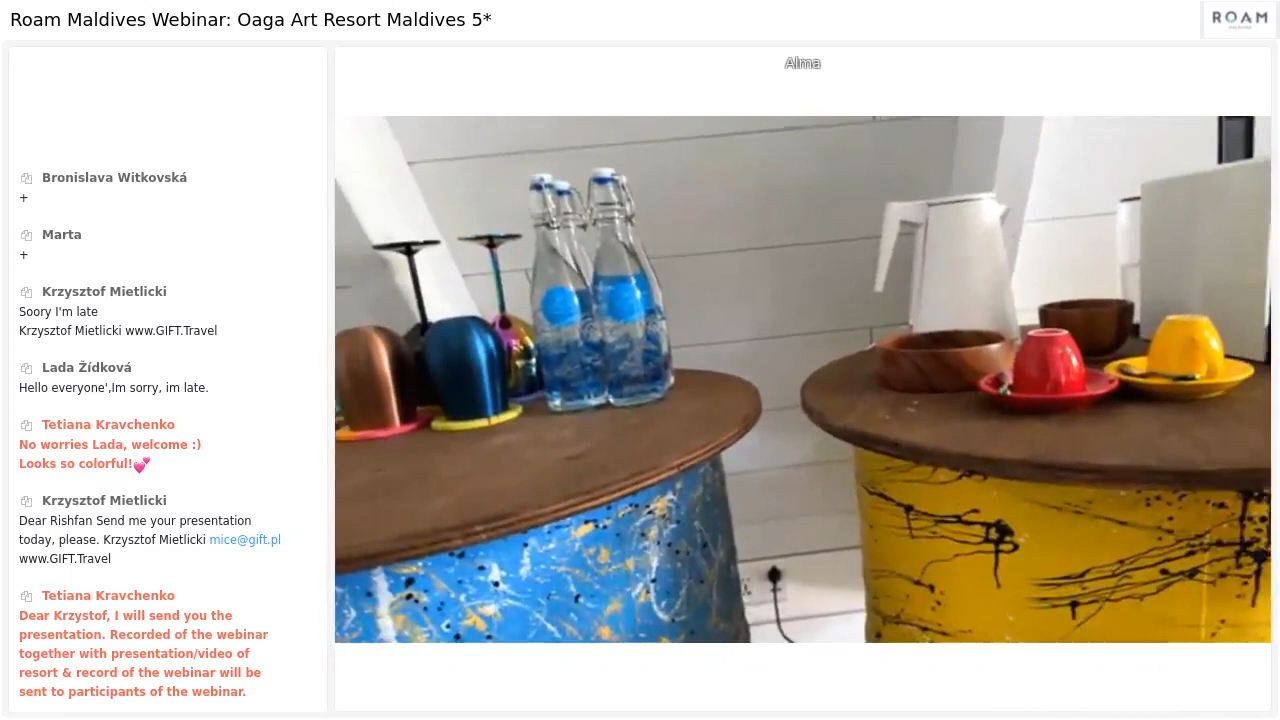 Roam Maldives Webinar: Oaga Art Resort Maldives 5*
ROAM
Alma
Bronislava Witkovská
+
Marta
+
Krzysztof Mietlicki
Soory I'm late
Krzysztof Mietlicki www.GIFT.Travel
Lada Žídková
Hello everyone',Im sorry, im late.
Tetiana Kravchenko
No worries Lada, welcome :)
Looks so colorful!💕
Krzysztof Mietlicki
Dear Rishfan Send me your presentation
today, please. Krzysztof Mietlicki mice@gift.pl
www.GIFT.Travel
Tetiana Kravchenko
Dear Krzystof, I will send you the
presentation. Recorded of the webinar
together with presentation/video of
resort & record of the webinar will be
sent to participants of the webinar.